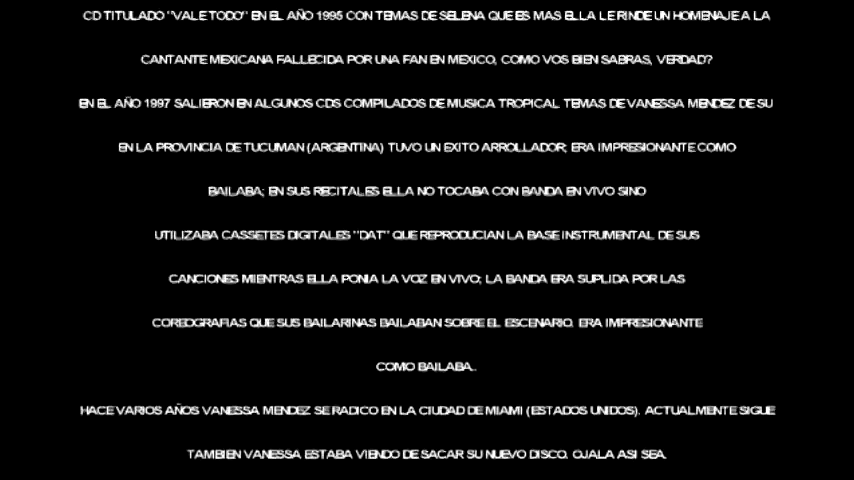 CD TITULADO "VALE TODO" EN EL AÑO 1995 CON TEMAS DE SELENA QUE ES MAS ELLA LE RINDE UN HOMENAJE A LA
CANTANTE MEXICANA FALLECIDA POR UNA FAN EN MEXICO, COMO VOS BIEN SABRAS, VERDAD?
EN EL AÑO 1997 SALIERON EN ALGUNOS CDS COMPILADOS DE MUSICA TROPICAL TEMAS DE VANESSA MENDEZ DE SU
EN LA PROVINCIA DE TUCUMAN (ARGENTINA) TUVO UN EXITO ARROLLADOR; ERA IMPRESIONANTE COMO
BAILABA; EN SUS RECITALES ELLA NO TOCABA CON BANDA EN VIVO SINO
UTILIZABA CASSETES DIGITALES "DAT" QUE REPRODUCIAN LA BASE INSTRUMENTAL DE SUS
CANCIONES MIENTRAS ELLA PONIA LA VOZ EN VIVO; LA BANDA ERA SUPLIDA POR LAS
COREOGRAFIAS QUE SUS BAILARINAS BAILABAN SOBRE EL ESCENARIO. ERA IMPRESIONANTE
COMO BAILABA..
HACE VARIOS AÑOS VANESSA MENDEZ SE RADICO EN LA CIUDAD DE MIAMI (ESTADOS UNIDOS). ACTUALMENTE SIGUE
TAMBIEN VANESSA ESTABA VIENDO DE SACAR SU NUEVO DISCO. OJALA ASI SEA.